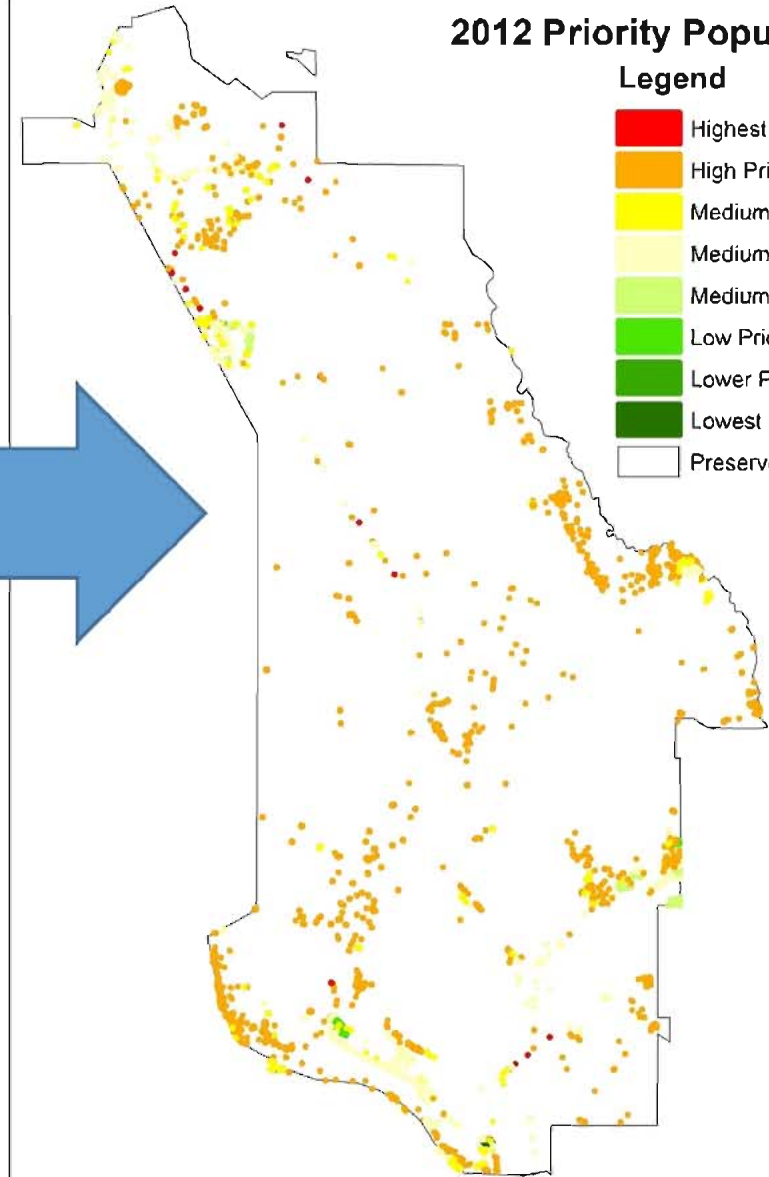 2012 Priority Popu
Legend
Highest
High Pri
Medium
Medium
Medium
Low Prio
Lower P
Lowest
Preserve